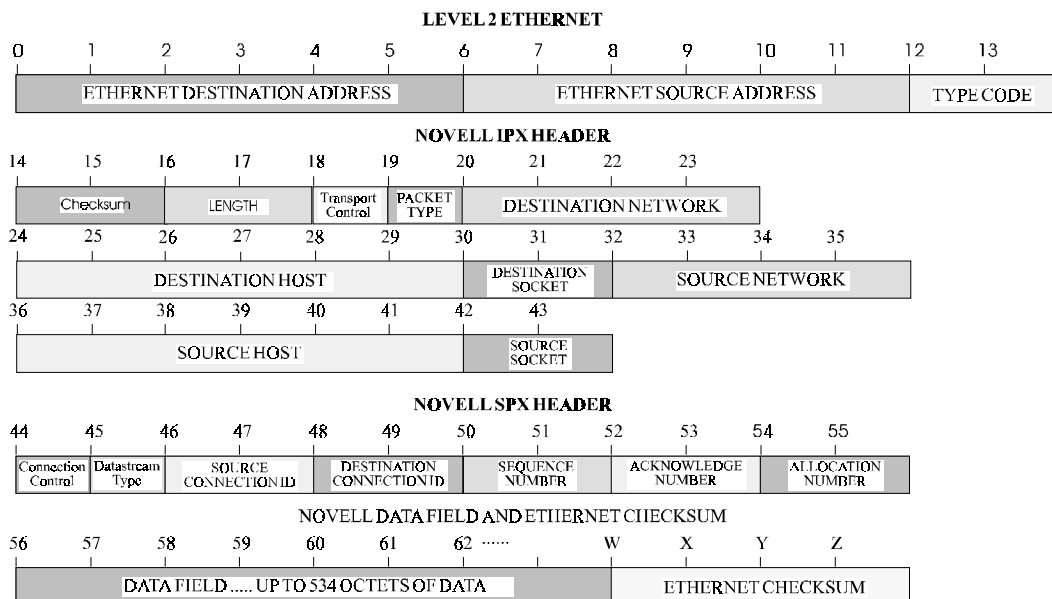 LEVEL 2 ETHERNET
0 1 2 3 4 5 6 7 8 9 10 11 12 13
ETHERNET DESTINATION ADDRESS ETHERNET SOURCE ADDRESS TYPE CODE
NOVELL IPX HEADER
14 15 16 17 18 19 20 21 22 23
Checksum LENGTH Transport Control PACKET TYPE DESTINATION NETWORK
24 25 26 27 28 29 30 31 32 33 34 35
DESTINATION HOST DESTINATION SOCKET SOURCE NETWORK
36 37 38 39 40 41 42 43
SOURCE HOST SOURCE SOCKET
NOVELL SPX HEADER
44 45 46 47 48 49 50 51 52 53 54 55
Connection Control Datastream Type SOURCE CONNECTION ID DESTINATION CONNECTION ID SEQUENCE NUMBER ACKNOWLEDGE NUMBER ALLOCATION NUMBER
NOVELL DATA FIELD AND ETHERNET CHECKSUM
56 57 58 59 60 61 62 ...... W X Y Z
DATA FIELD ..... UP TO 534 OCTETS OF DATA ETHERNET CHECKSUM